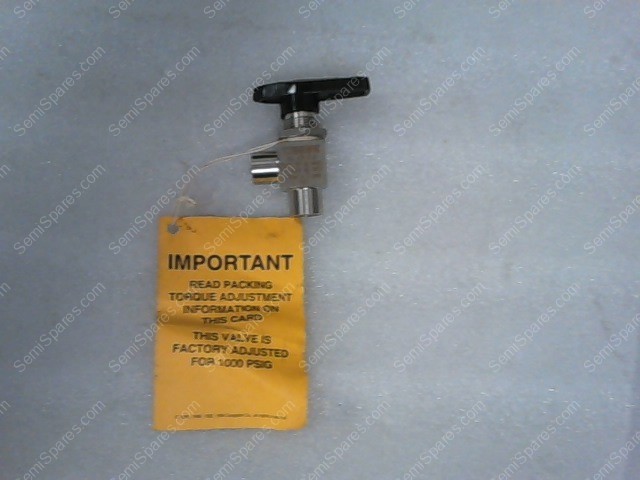 IMPORTANT
READ PACKING
TORQUE ADJUSTMENT
INFORMATION ON
THIS CARD
THIS VALVE IS
FACTORY ADJUSTED
FOR 1000 PSIG
SemiSpares.com